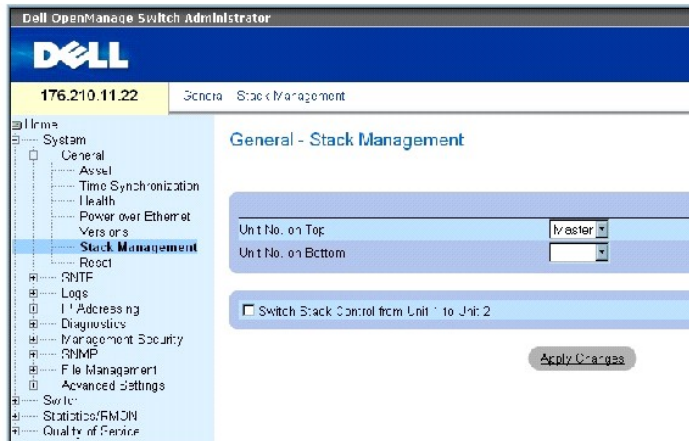 Dell OpenManage Switch Administrator
DELL
176.210.11.22
General Stack Management
Home
System
General
Asset
Time Synchronization
Health
Power over Ethernet
Versions
Stack Management
Reset
SNTP
Logs
IP Addressing
Diagnostics
Management Security
SNMP
File Management
Advanced Settings
Switch
Statistics/RMON
Quality of Service
General - Stack Management
Unit No. on Top Master
Unit No. on Bottom
Switch Stack Control from Unit 1 to Unit 2
Apply Changes